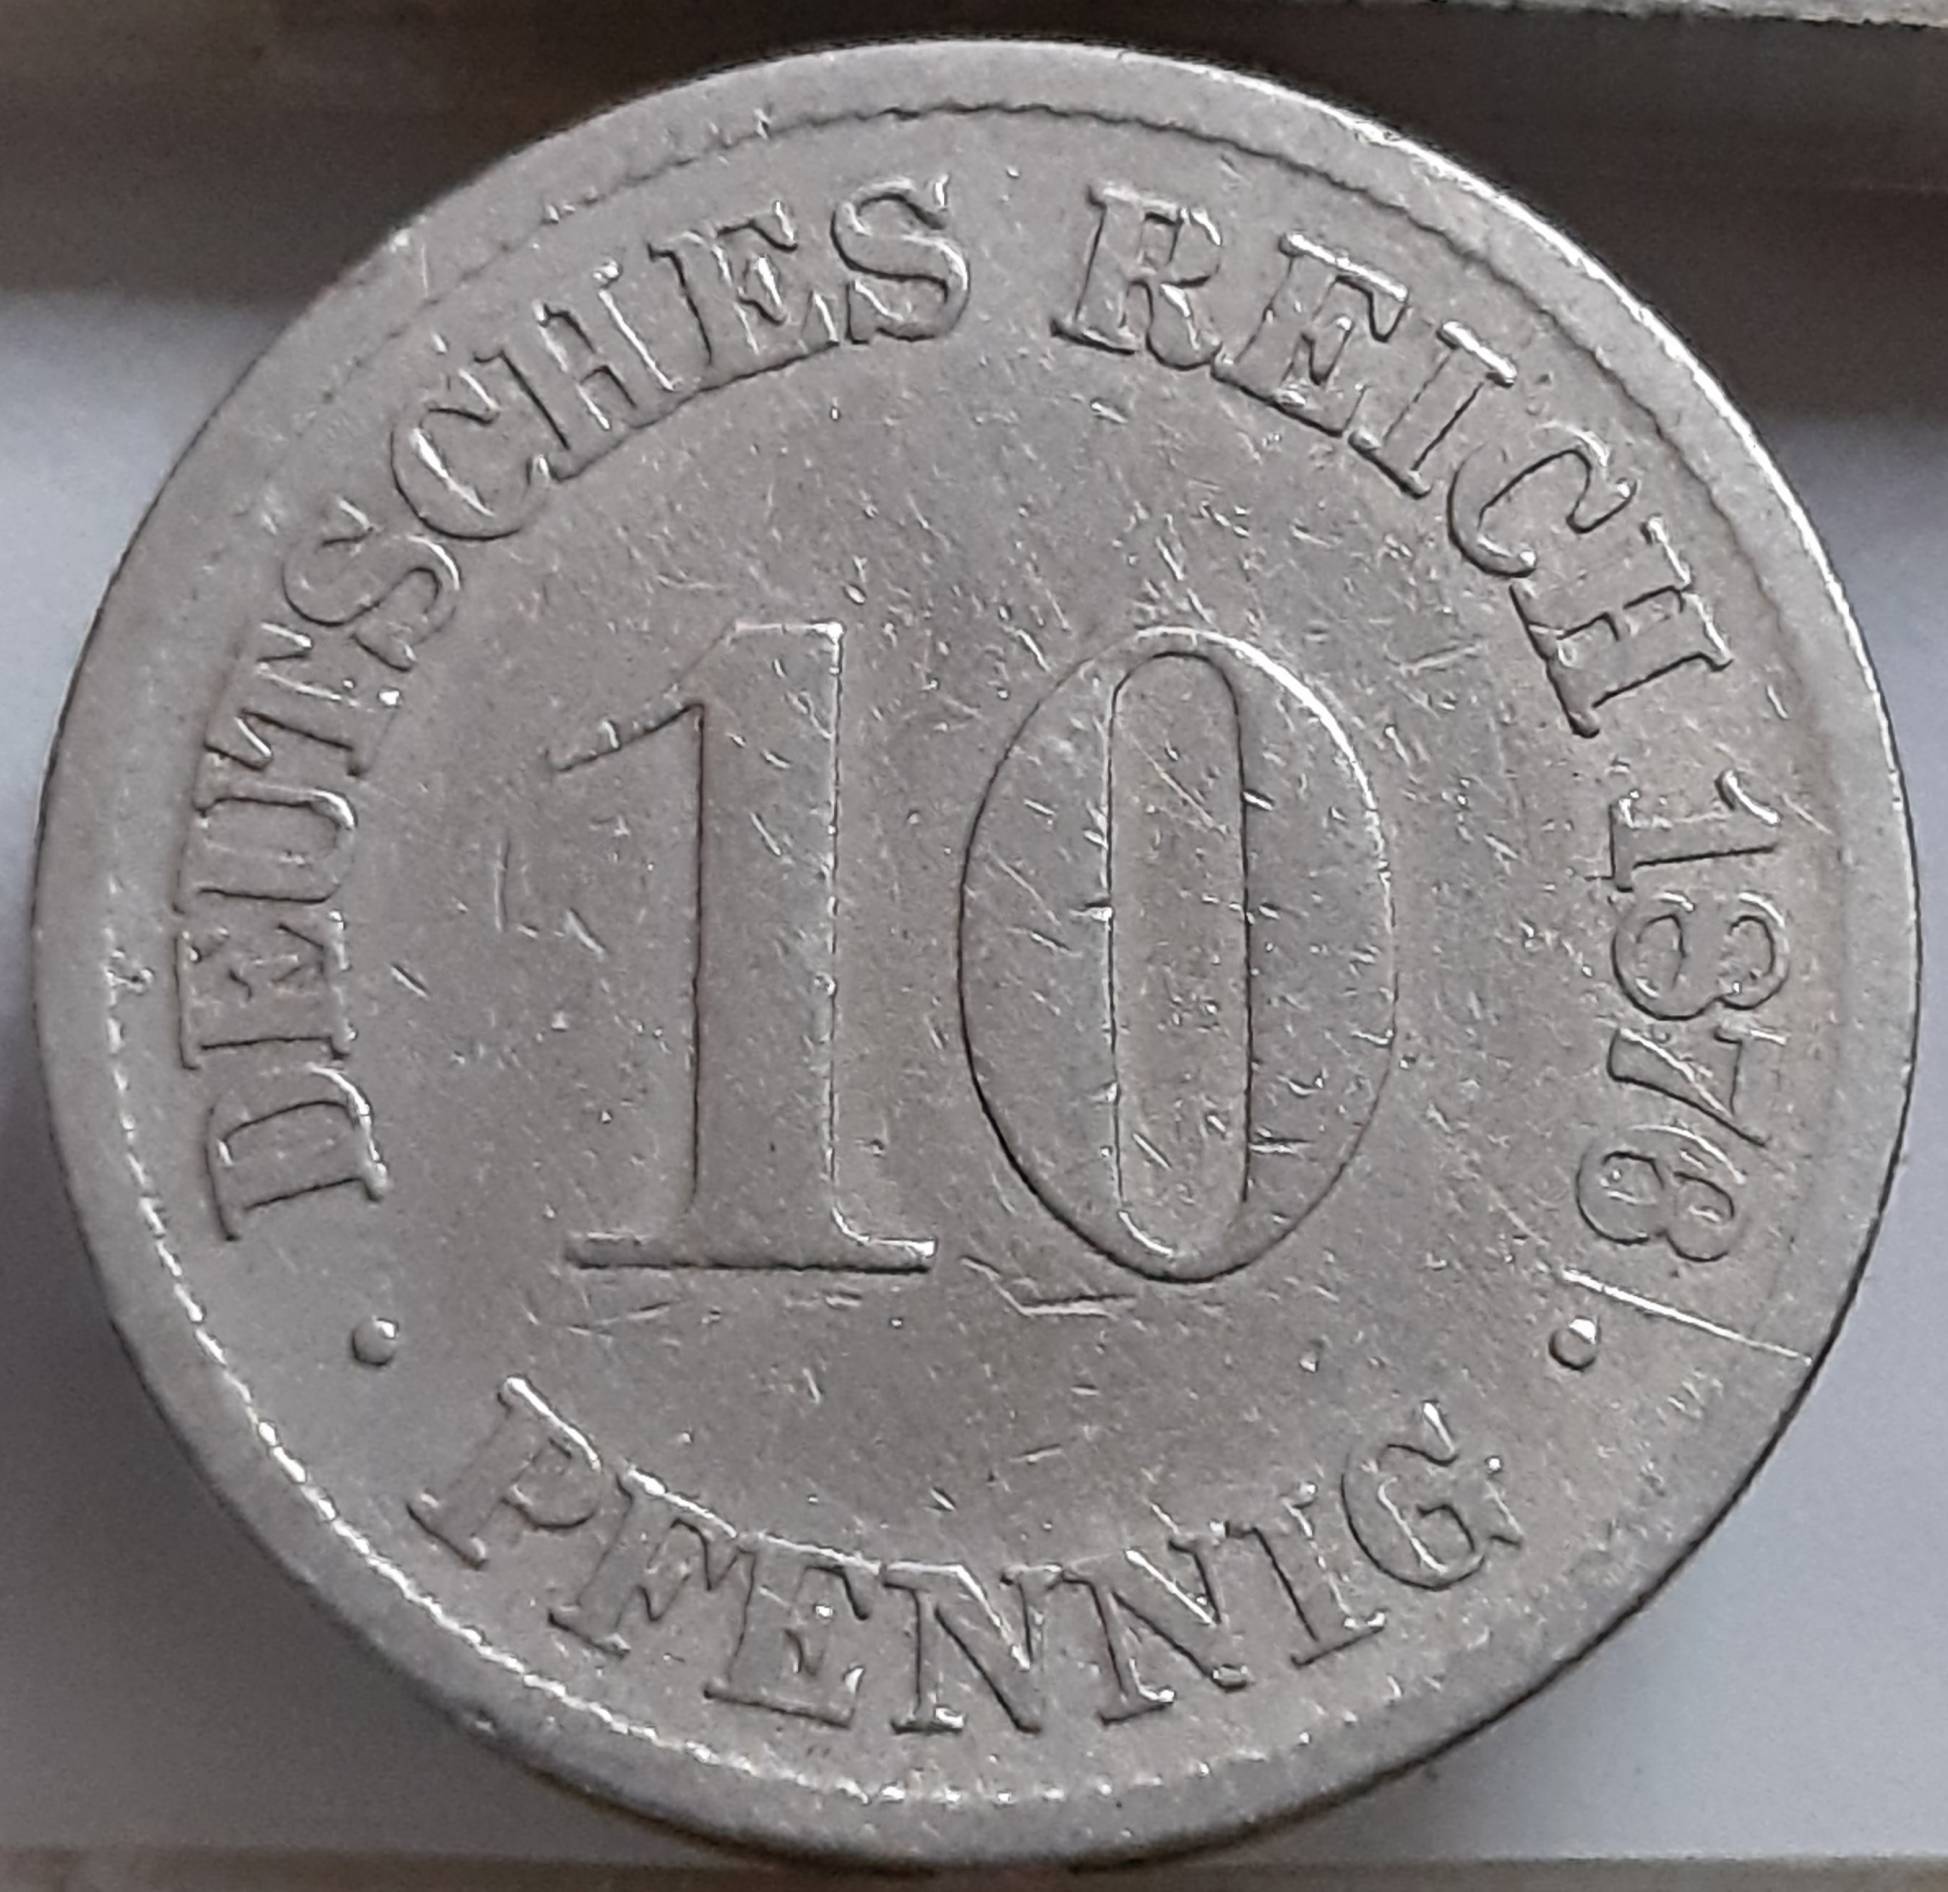 DEUTSCHES REICH 1878
10
• PFENNIG •